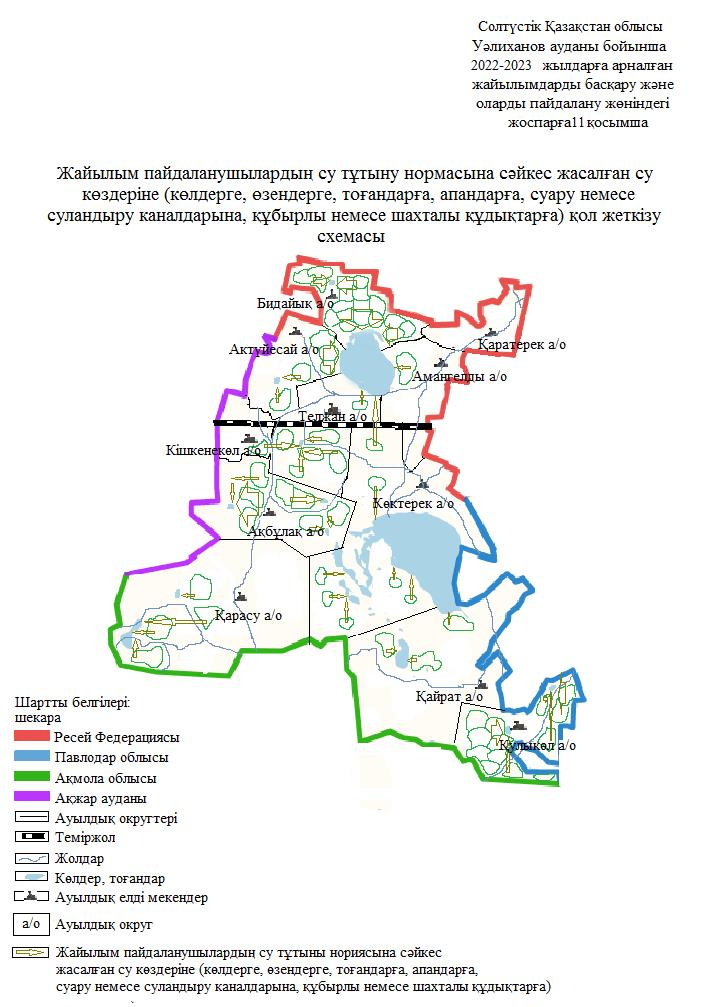 Солтүстік Қазақстан облысы
Уәлиханов ауданы бойынша
2022-2023 жылдарға арналған
жайылымдарды басқару және
оларды пайдалану жөніндегі
жоспарға11қосымша
Жайылым пайдаланушылардың су тұтыну нормасына сәйкес жасалған су
көздеріне (көлдерге, өзендерге, тоғандарға, апандарға, суару немесе
суландыру каналдарына, құбырлы немесе шахталы құдықтарға) қол жеткізу
схемасы
Бидайық а/о
Қаратерек а/о
Актүйесай а/о
Амангелды а/о
Телжан а/о
Кішкенекөл а/о
Көктерек а/о
Ақбұлақ а/о
Қарасу а/о
Қайрат а/о
Құлыкөл а/о
Шартты белгілері:
шекара
Ресей Федерациясы
Павлодар облысы
Ақмола облысы
Ақжар ауданы
Ауылдық округтері
Теміржол
Жолдар
Көлдер, тоғандар
Ауылдық елді мекендер
а/о Ауылдық округ
Жайылым пайдаланушылардың су тұтыны нориясына сәйкес
жасалған су көздеріне (көлдерге, өзендерге, тоғандарға, апандарға,
суару немесе суландыру каналдарына, құбырлы немесе шахталы құдықтарға)